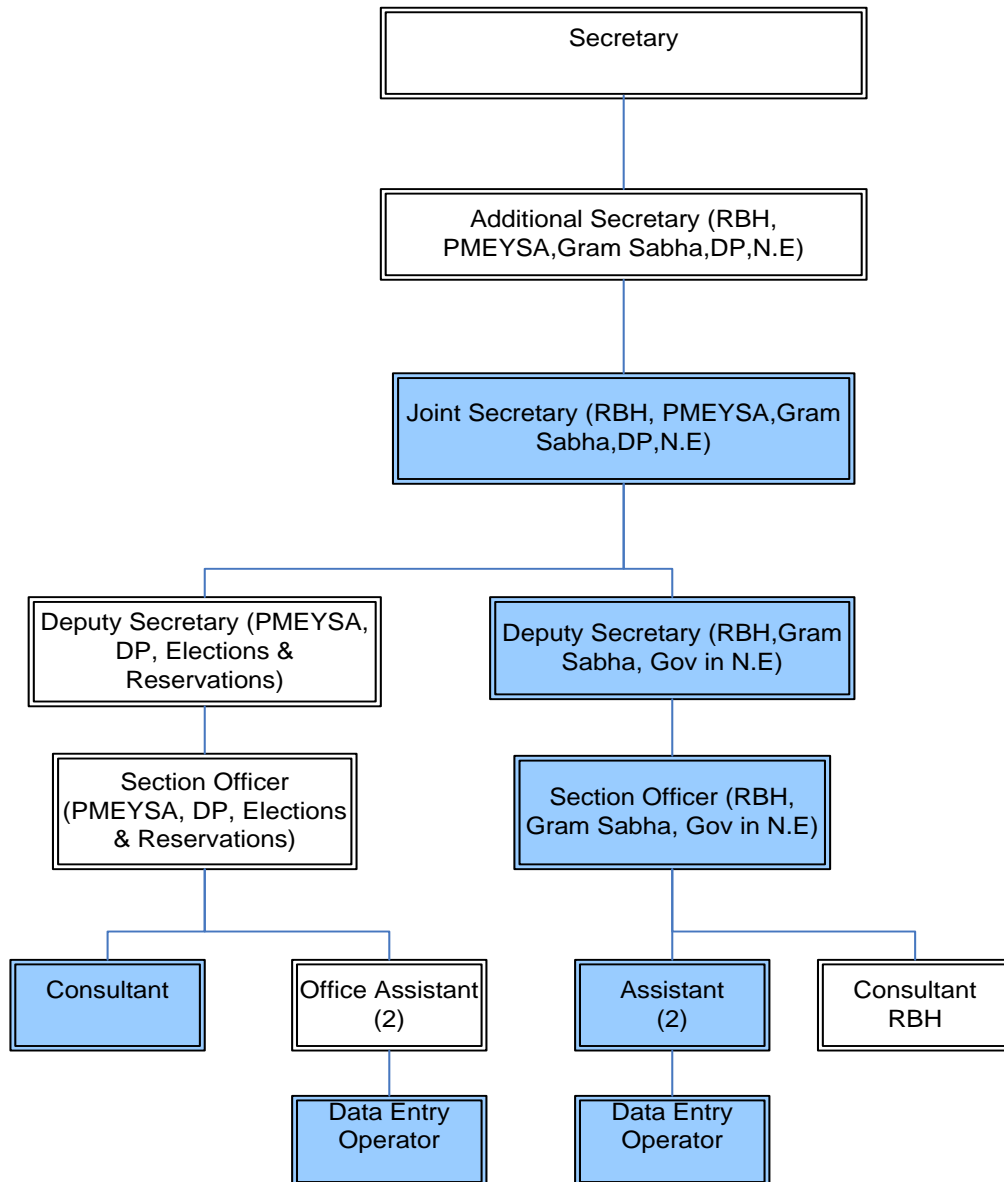 Secretary
Additional Secretary (RBH,
PMEYSA,Gram Sabha,DP,N.E)
Joint Secretary (RBH, PMEYSA,Gram
Sabha,DP,N.E)
Deputy Secretary (PMEYSA,
DP, Elections &
Reservations)
Deputy Secretary (RBH,Gram
Sabha, Gov in N.E)
Section Officer
(PMEYSA, DP, Elections
& Reservations)
Section Officer (RBH,
Gram Sabha, Gov in N.E)
Consultant
Office Assistant
(2)
Assistant
(2)
Consultant
RBH
Data Entry
Operator
Data Entry
Operator